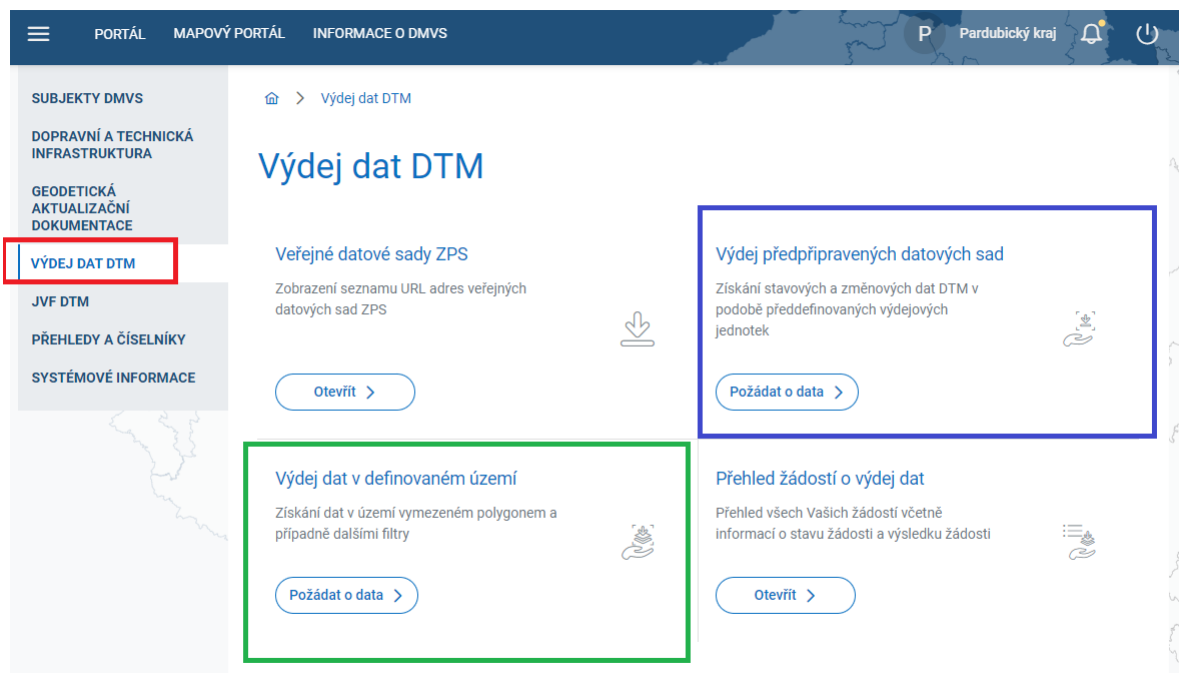 PORTÁL MAPOVÝ PORTÁL INFORMACE O DMVS P Pardubický kraj
SUBJEKTY DMVS
DOPRAVNÍ A TECHNICKÁ
INFRASTRUKTURA
GEODETICKÁ
AKTUALIZAČNÍ
DOKUMENTACE
VÝDEJ DAT DTM
JVF DTM
PŘEHLEDY A ČÍSELNÍKY
SYSTÉMOVÉ INFORMACE
Výdej dat DTM
Výdej dat DTM
Veřejné datové sady ZPS
Zobrazení seznamu URL adres veřejných
datových sad ZPS
Otevřít
Výdej předpřipravených datových sad
Získání stavových a změnových dat DTM v
podobě předdefinovaných výdejových
jednotek
Požádat o data
Výdej dat v definovaném území
Získání dat v území vymezeném polygonem a
případně dalšími filtry
Požádat o data
Přehled žádostí o výdej dat
Přehled všech Vašich žádostí včetně
informací o stavu žádosti a výsledku žádosti
Otevřít